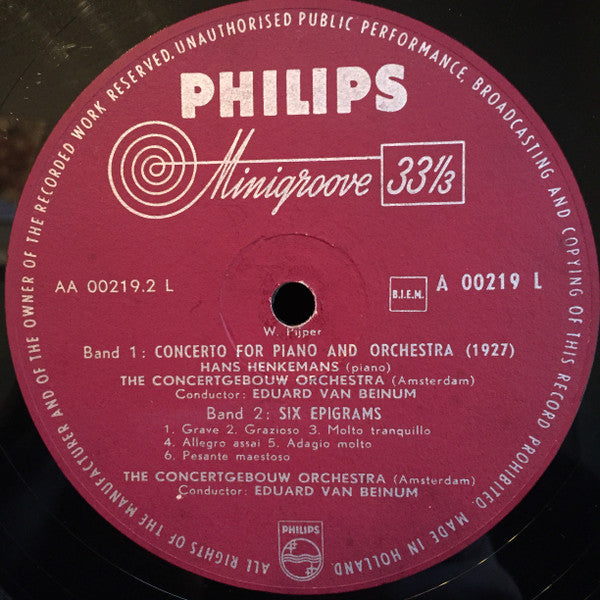 ALL RIGHTS OF THE MANUFACTURER AND OF THE OWNER OF THE RECORDED WORK RESERVED. UNAUTHORISED PUBLIC PERFORMANCE, BROADCASTING AND COPYING OF THIS RECORD PROHIBITED. MADE IN HOLLAND.
PHILIPS
Minigroove 33⅓
AA 00219.2 L
B.I.E.M. A 00219 L
W. Pijper
Band 1: CONCERTO FOR PIANO AND ORCHESTRA (1927)
HANS HENKEMANS (piano)
THE CONCERTGEBOUW ORCHESTRA (Amsterdam)
Conductor: EDUARD VAN BEINUM
Band 2: SIX EPIGRAMS
1. Grave 2. Grazioso 3. Molto tranquillo
4. Allegro assai 5. Adagio molto
6. Pesante maestoso
THE CONCERTGEBOUW ORCHESTRA (Amsterdam)
Conductor: EDUARD VAN BEINUM
PHILIPS